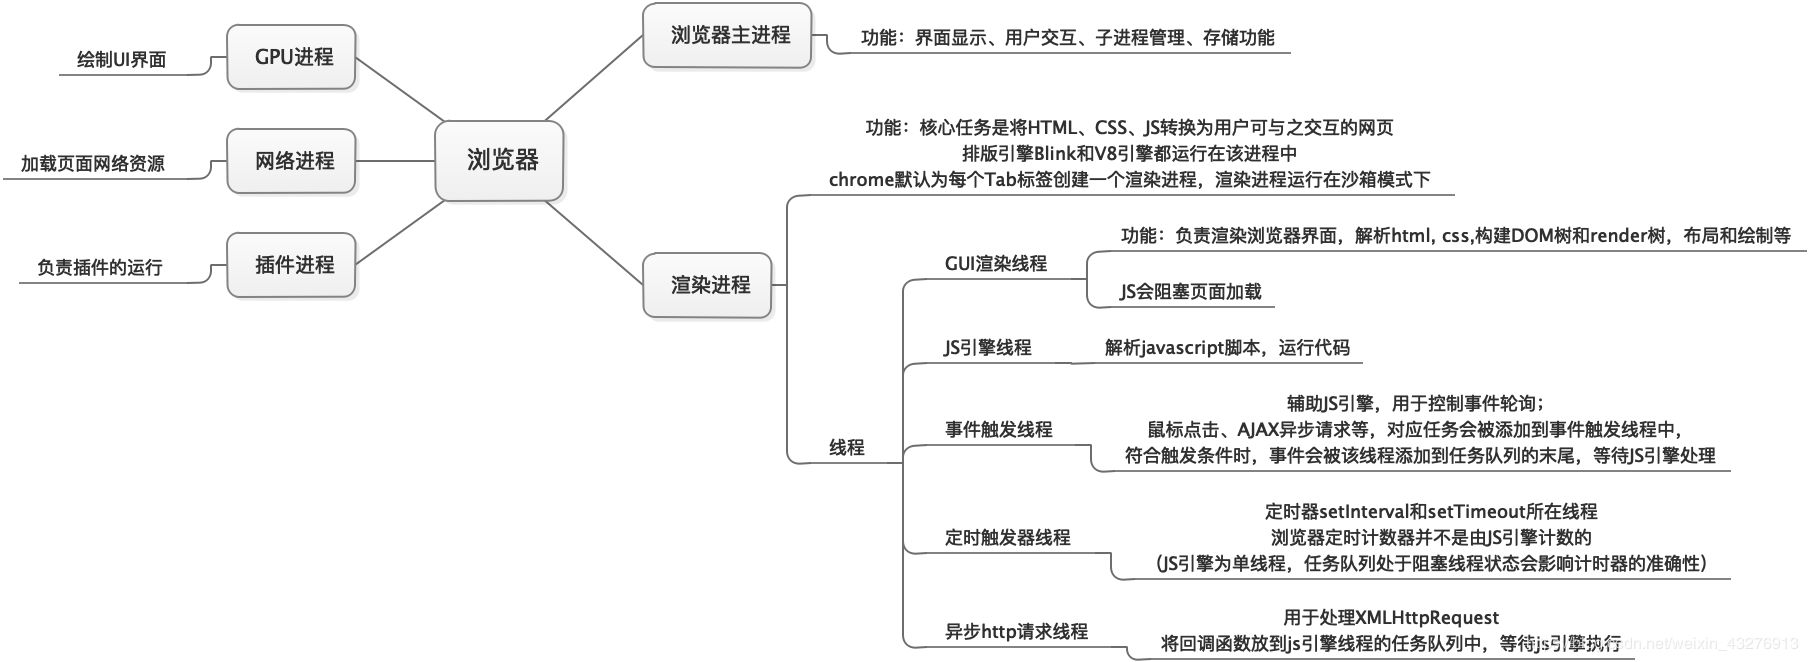 浏览器
GPU进程
绘制UI界面
网络进程
加载页面网络资源
插件进程
负责插件的运行
浏览器主进程
功能：界面显示、用户交互、子进程管理、存储功能
渲染进程
功能：核心任务是将HTML、CSS、JS转换为用户可与之交互的网页
排版引擎Blink和V8引擎都运行在该进程中
chrome默认为每个Tab标签创建一个渲染进程，渲染进程运行在沙箱模式下
线程
GUI渲染线程
功能：负责渲染浏览器界面，解析html, css,构建DOM树和render树，布局和绘制等
JS会阻塞页面加载
JS引擎线程
解析javascript脚本，运行代码
事件触发线程
辅助JS引擎，用于控制事件轮询；
鼠标点击、AJAX异步请求等，对应任务会被添加到事件触发线程中，
符合触发条件时，事件会被该线程添加到任务队列的末尾，等待JS引擎处理
定时触发器线程
定时器setInterval和setTimeout所在线程
浏览器定时计数器并不是由JS引擎计数的
（JS引擎为单线程，任务队列处于阻塞线程状态会影响计时器的准确性）
异步http请求线程
用于处理XMLHttpRequest
将回调函数放到js引擎线程的任务队列中，等待js引擎执行
dn.net/weixin_43276913